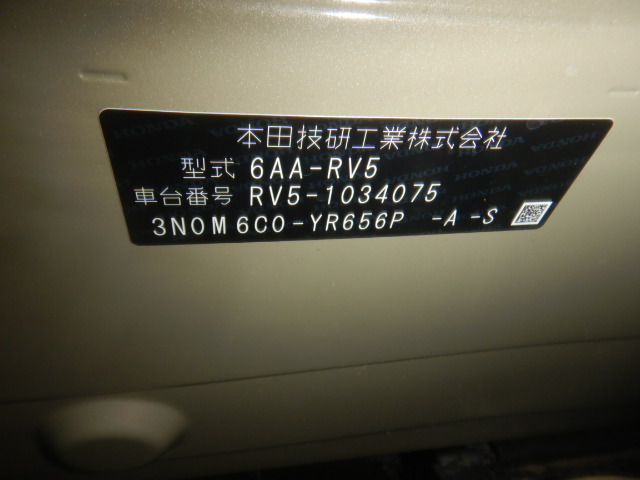 本田技研工業株式会社
型式 6AA-RV5
車台番号 RV5-1034075
3N0M6C0-YR656P -A -S